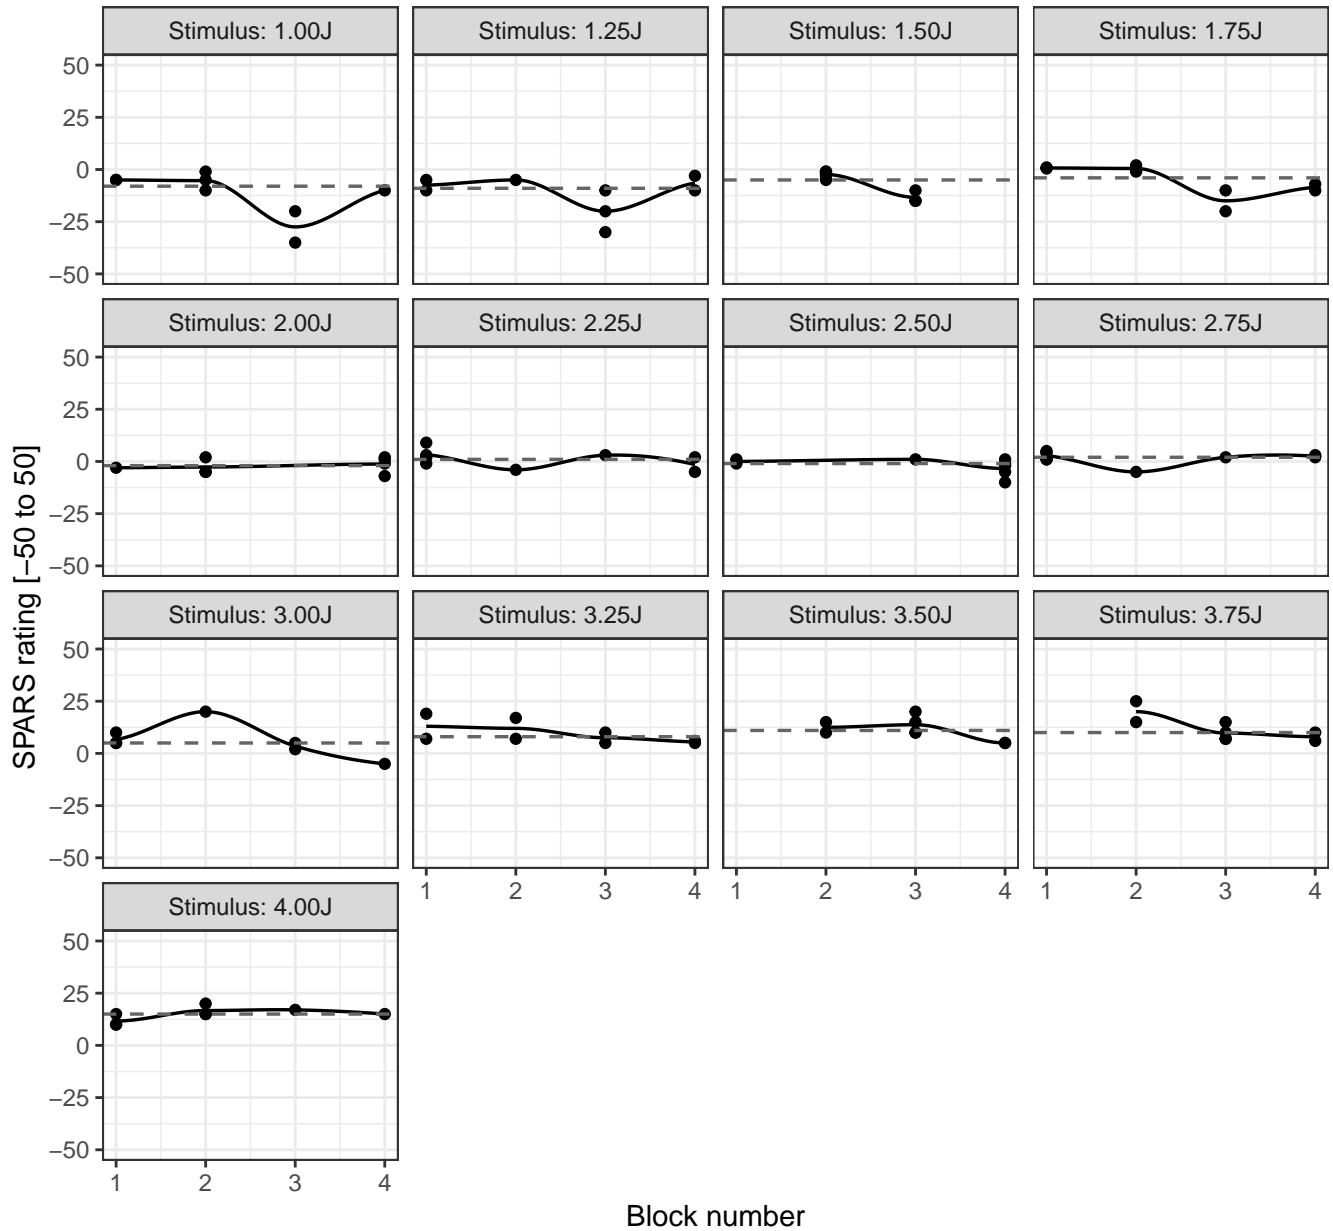 Stimulus: 1.00J Stimulus: 1.25J Stimulus: 1.50J Stimulus: 1.75J
50
25
0
−25
−50
Stimulus: 2.00J Stimulus: 2.25J Stimulus: 2.50J Stimulus: 2.75J
50
25
0
−25
−50
SPARS rating [−50 to 50]
Stimulus: 3.00J Stimulus: 3.25J Stimulus: 3.50J Stimulus: 3.75J
50
25
0
−25
−50
1 2 3 4 1 2 3 4 1 2 3 4
Stimulus: 4.00J
50
25
0
−25
−50
1 2 3 4
Block number